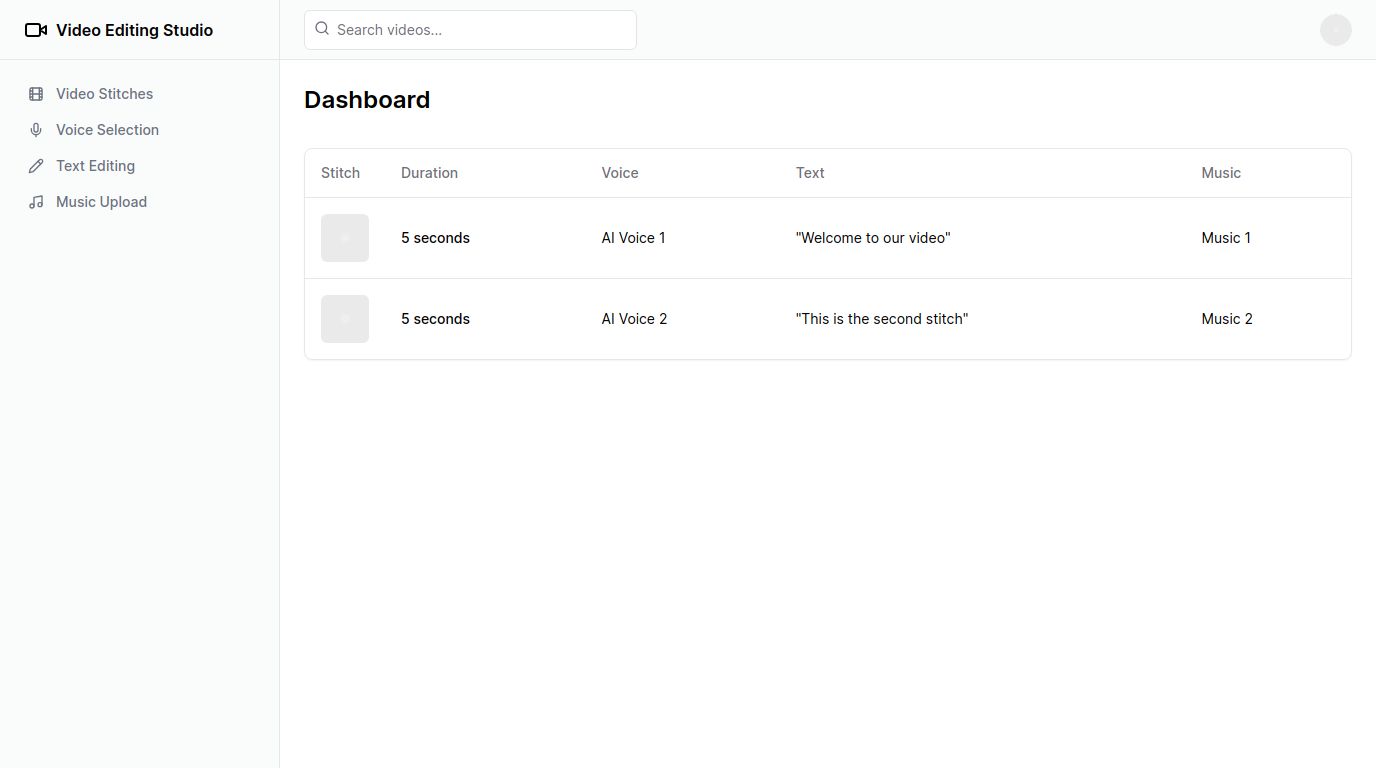 Video Editing Studio
Search videos...
Video Stitches
Voice Selection
Text Editing
Music Upload
Dashboard
Stitch Duration Voice Text Music
5 seconds AI Voice 1 "Welcome to our video" Music 1
5 seconds AI Voice 2 "This is the second stitch" Music 2